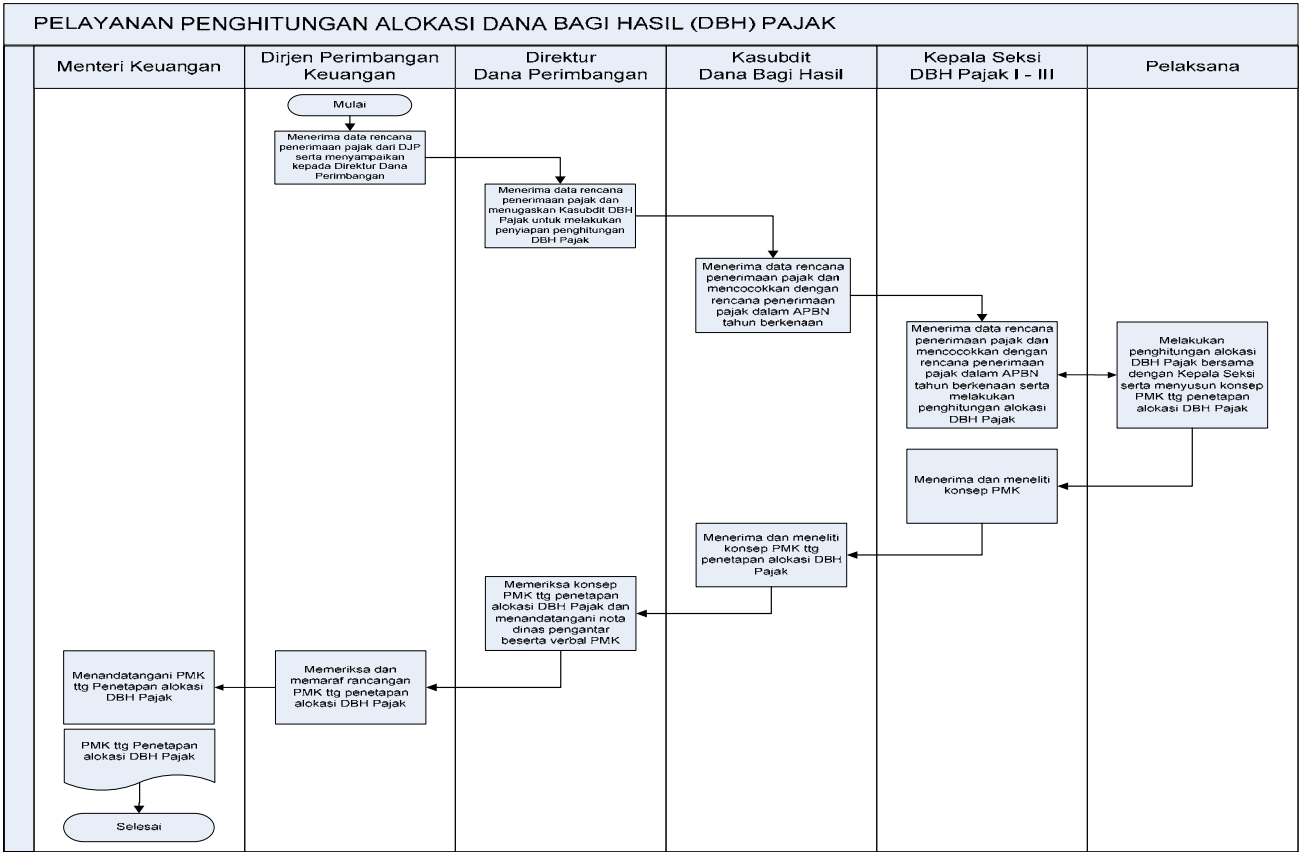 PELAYANAN PENGHITUNGAN ALOKASI DANA BAGI HASIL (DBH) PAJAK
Menteri Keuangan
Dirjen Perimbangan
Keuangan
Direktur
Dana Perimbangan
Kasubdit
Dana Bagi Hasil
Kepala Seksi
DBH Pajak I - III
Pelaksana
Mulai
Menerima data rencana
penerimaan pajak dari DJP
serta menyampaikan
kepada Direktur Dana
Perimbangan
Menerima data rencana
penerimaan pajak dan
menugaskan Kasubdit DBH
Pajak untuk melakukan
penyiapan penghitungan
DBH Pajak
Menerima data rencana
penerimaan pajak dan
mencocokkan dengan
rencana penerimaan
pajak dalam APBN
tahun berkenaan
Menerima data rencana
penerimaan pajak dan
mencocokkan dengan
rencana penerimaan
pajak dalam APBN
tahun berkenaan serta
melakukan
penghitungan alokasi
DBH Pajak
Melakukan
penghitungan alokasi
DBH Pajak bersama
dengan Kepala Seksi
serta menyusun konsep
PMK ttg penetapan
alokasi DBH Pajak
Menerima dan meneliti
konsep PMK
Menerima dan meneliti
konsep PMK ttg
penetapan alokasi DBH
Pajak
Memeriksa konsep
PMK ttg penetapan
alokasi DBH Pajak dan
menandatangani nota
dinas pengantar
beserta verbal PMK
Memeriksa dan
memaraf rancangan
PMK ttg penetapan
alokasi DBH Pajak
Menandatangani PMK
ttg Penetapan alokasi
DBH Pajak
PMK ttg Penetapan
alokasi DBH Pajak
Selesai